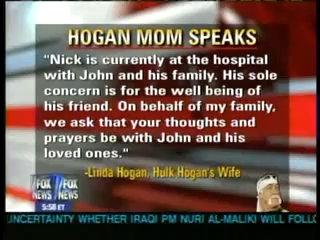 HOGAN MOM SPEAKS
"Nick is currently at the hospital
with John and his family. His sole
concern is for the well being of
his friend. On behalf of my family,
we ask that your thoughts and
prayers be with John and his
loved ones."
-Linda Hogan, Hulk Hogan's Wife
FOX
NEWS
FOX
NEWS
5:58 ET
UNCERTAINTY WHETHER IRAQI PM NURI AL-MALIKI WILL FOLL